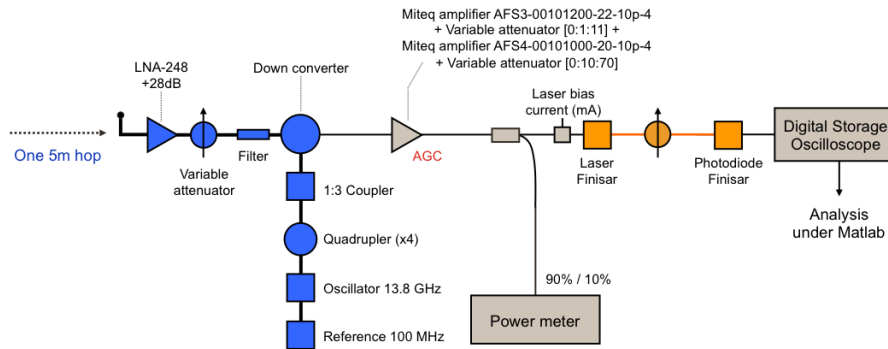 Miteq amplifier AFS3-00101200-22-10p-4
+ Variable attenuator [0:1:11] +
Miteq amplifier AFS4-00101000-20-10p-4
+ Variable attenuator [0:10:70]
LNA-248
+28dB
Down converter
Laser bias
current (mA)
One 5m hop
Variable
attenuator
Filter
AGC
Laser
Finisar
Photodiode
Finisar
Digital Storage
Oscilloscope
1:3 Coupler
Analysis
under Matlab
Quadrupler (x4)
Oscillator 13.8 GHz
90% / 10%
Power meter
Reference 100 MHz